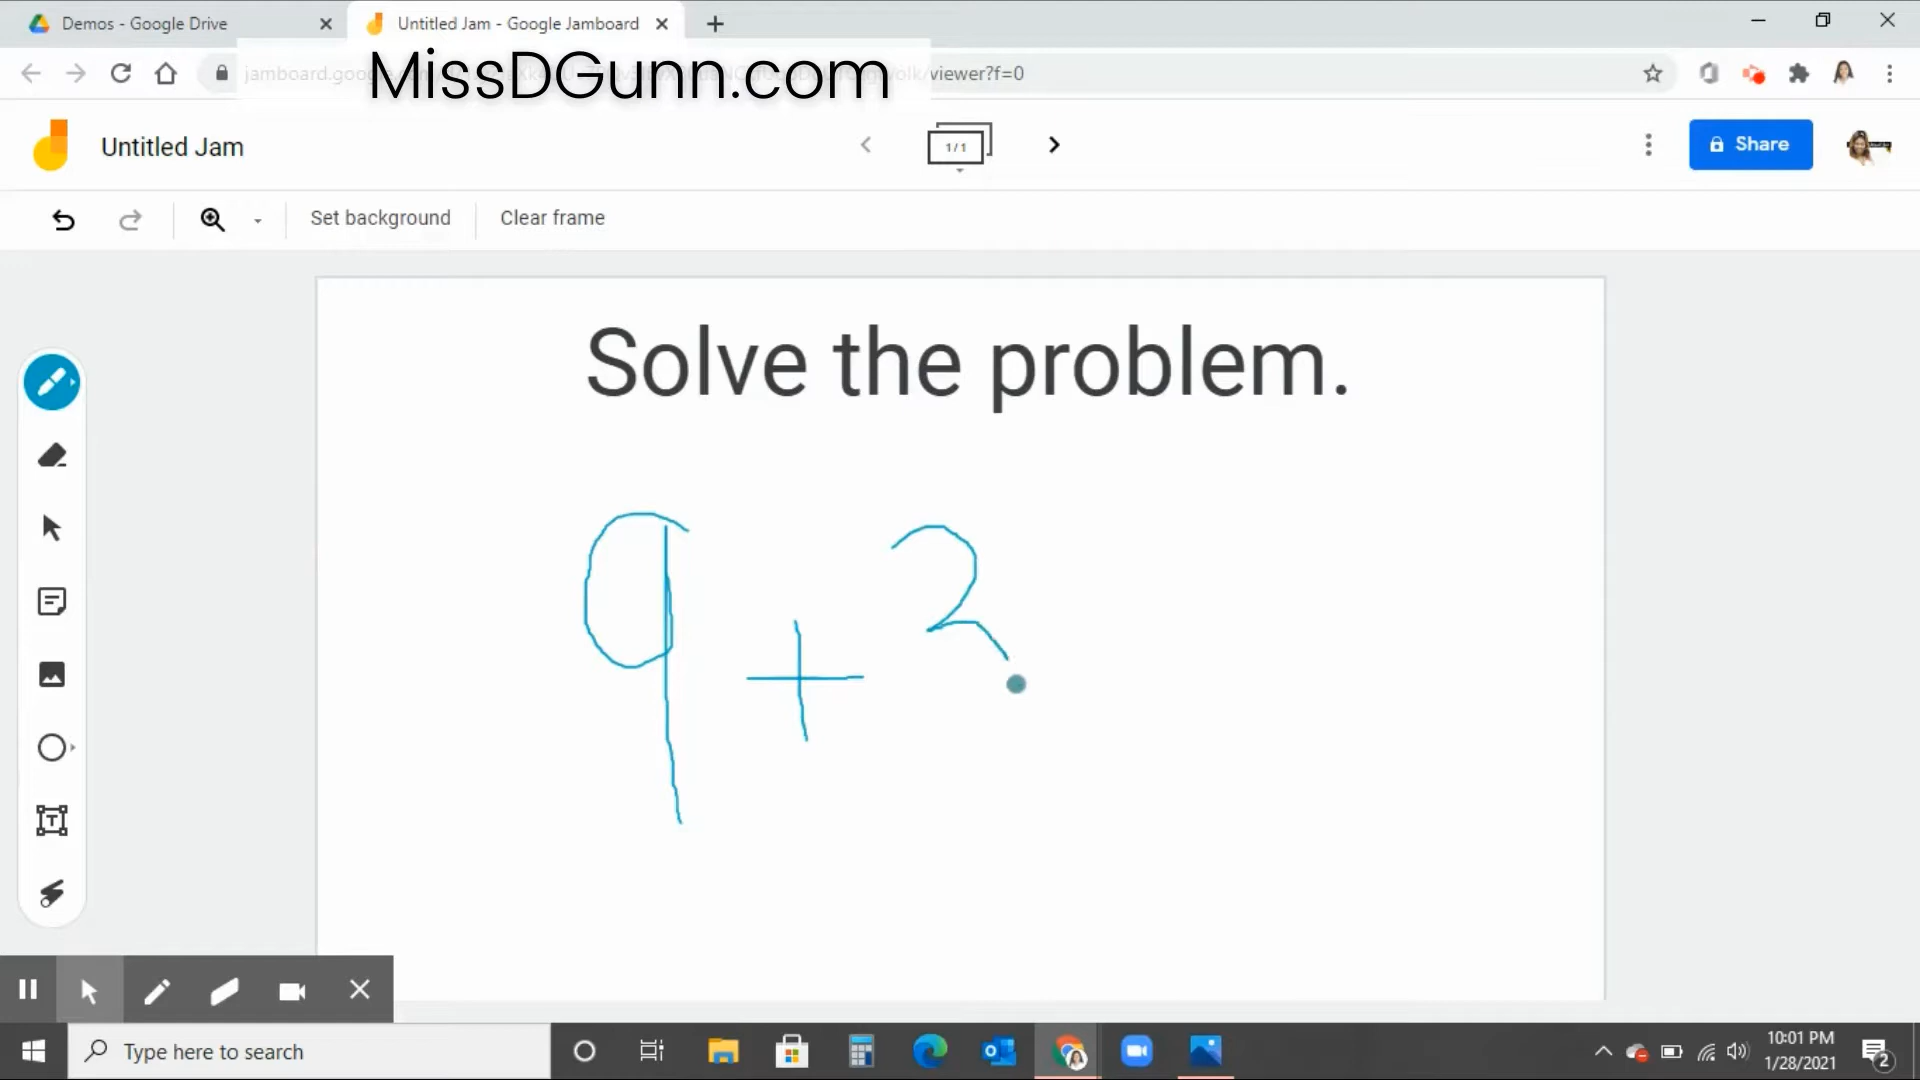 Demos - Google Drive
Untitled Jam - Google Jamboard
MissDGunn.com
viewer?f=0
Untitled Jam
1/1
Share
Set background
Clear frame
Solve the problem.
9 + 3
Type here to search
10:01 PM
1/28/2021
2